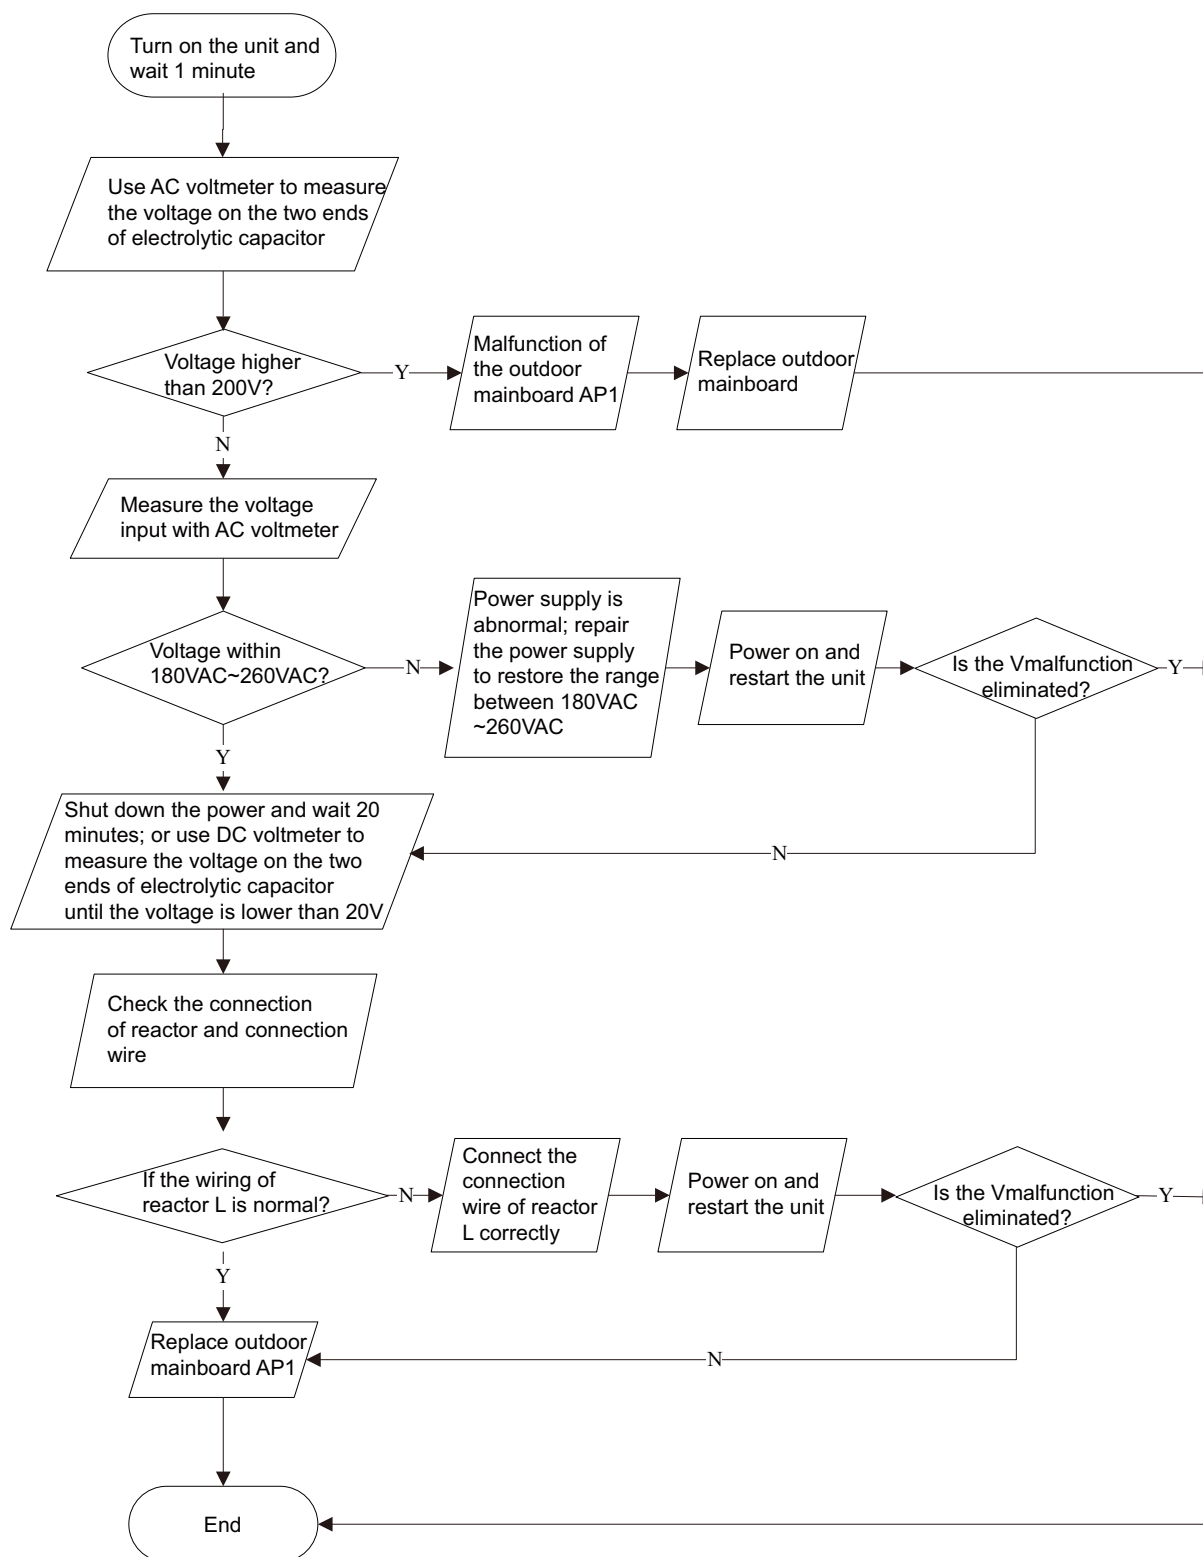 Turn on the unit and
wait 1 minute
Use AC voltmeter to measure
the voltage on the two ends
of electrolytic capacitor
Voltage higher
than 200V?
Y
Malfunction of
the outdoor
mainboard AP1
Replace outdoor
mainboard
N
Measure the voltage
input with AC voltmeter
Voltage within
180VAC~260VAC?
N
Power supply is
abnormal; repair
the power supply
to restore the range
between 180VAC
~260VAC
Power on and
restart the unit
Is the Vmalfunction
eliminated?
Y
Y
Shut down the power and wait 20
minutes; or use DC voltmeter to
measure the voltage on the two
ends of electrolytic capacitor
until the voltage is lower than 20V
N
Check the connection
of reactor and connection
wire
If the wiring of
reactor L is normal?
N
Connect the
connection
wire of reactor
L correctly
Power on and
restart the unit
Is the Vmalfunction
eliminated?
Y
Y
Replace outdoor
mainboard AP1
N
End